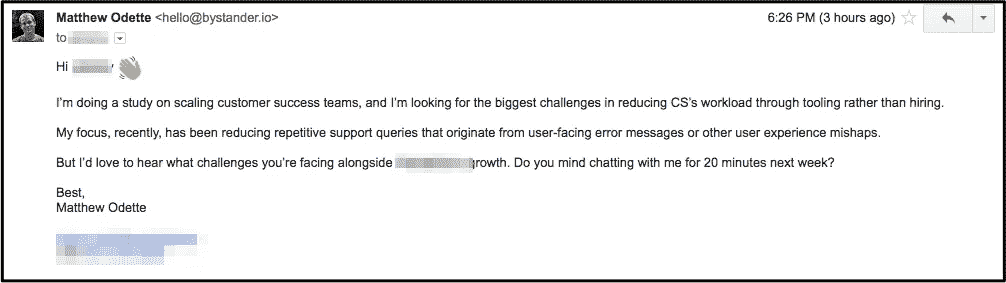 Matthew Odette <hello@bystander.io>
6:26 PM (3 hours ago)
to
Hi
I'm doing a study on scaling customer success teams, and I'm looking for the biggest challenges in reducing CS's workload through tooling rather than hiring.
My focus, recently, has been reducing repetitive support queries that originate from user-facing error messages or other user experience mishaps.
But I'd love to hear what challenges you're facing alongside growth. Do you mind chatting with me for 20 minutes next week?
Best,
Matthew Odette